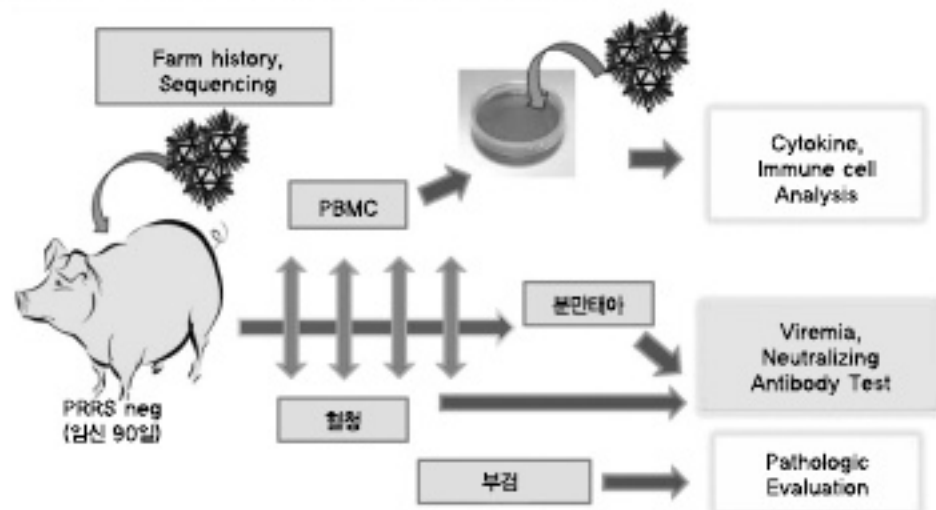 Farm history,
Sequencing
PBMC
Cytokine,
Immune cell
Analysis
분만태아
Viremia,
Neutralizing
Antibody Test
PRRS neg
(임신 90일)
혈청
부검
Pathologic
Evaluation